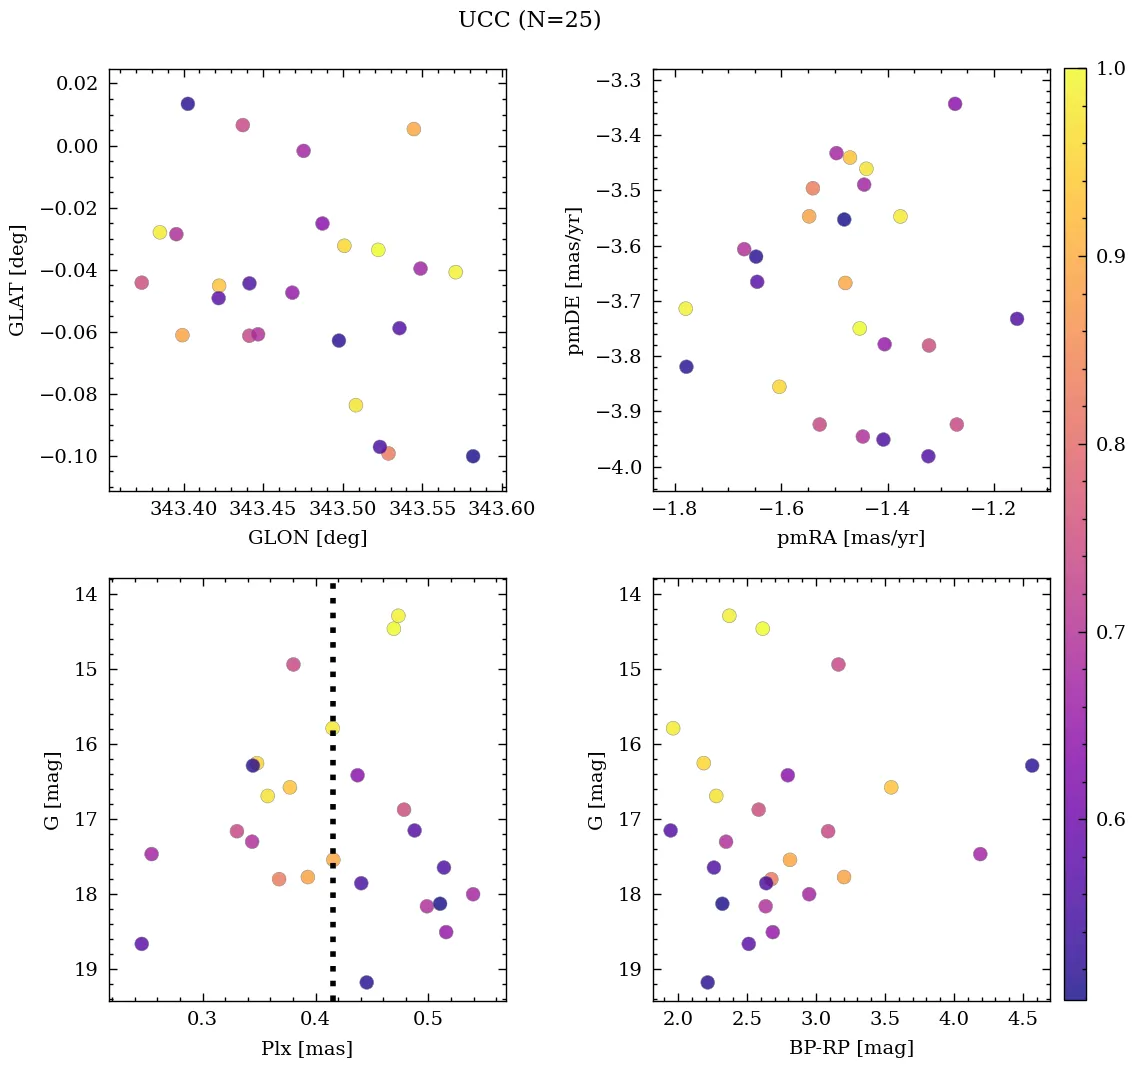 UCC (N=25)
0.02
0.00
−0.02
−0.04
−0.06
−0.08
−0.10
GLAT [deg]
343.40 343.45 343.50 343.55 343.60
GLON [deg]
−3.3
−3.4
−3.5
−3.6
−3.7
−3.8
−3.9
−4.0
pmDE [mas/yr]
−1.8 −1.6 −1.4 −1.2
pmRA [mas/yr]
14
15
16
17
18
19
G [mag]
0.3 0.4 0.5
Plx [mas]
14
15
16
17
18
19
G [mag]
2.0 2.5 3.0 3.5 4.0 4.5
BP-RP [mag]
1.0
0.9
0.8
0.7
0.6